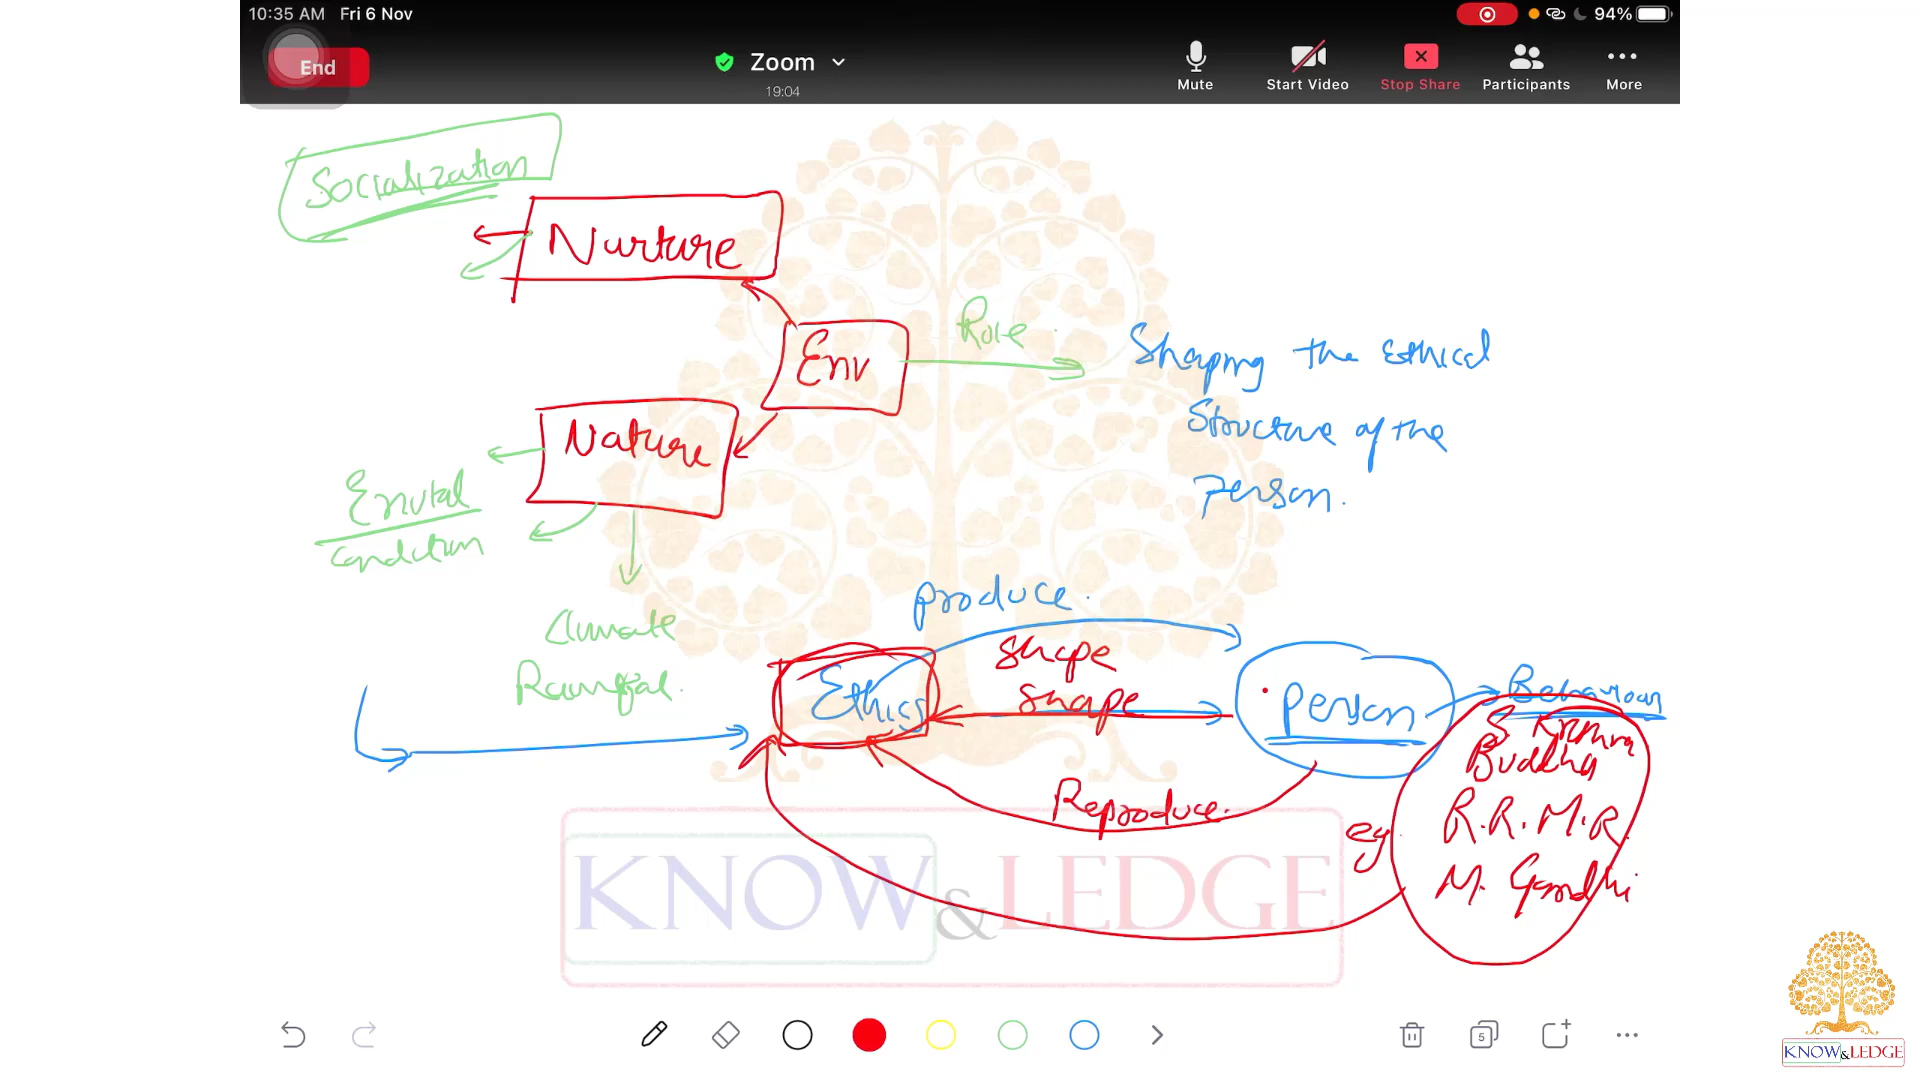 10:35 AM Fri 6 Nov
94%
End
Zoom
19:04
Mute
Start Video
Stop Share
Participants
More
Socialization
Nurture
Env
Role
Shaping the Ethical
Structure of the
Person.
Nature
Envtal
condition
Climate
produce.
shape
shape
Ethics
Person
Behaviour
S. Krishna
Buddha
R.R.M.R.
M. Gandhi
eg.
Reproduce.
KNOW&LEDGE
5
KNOW&LEDGE